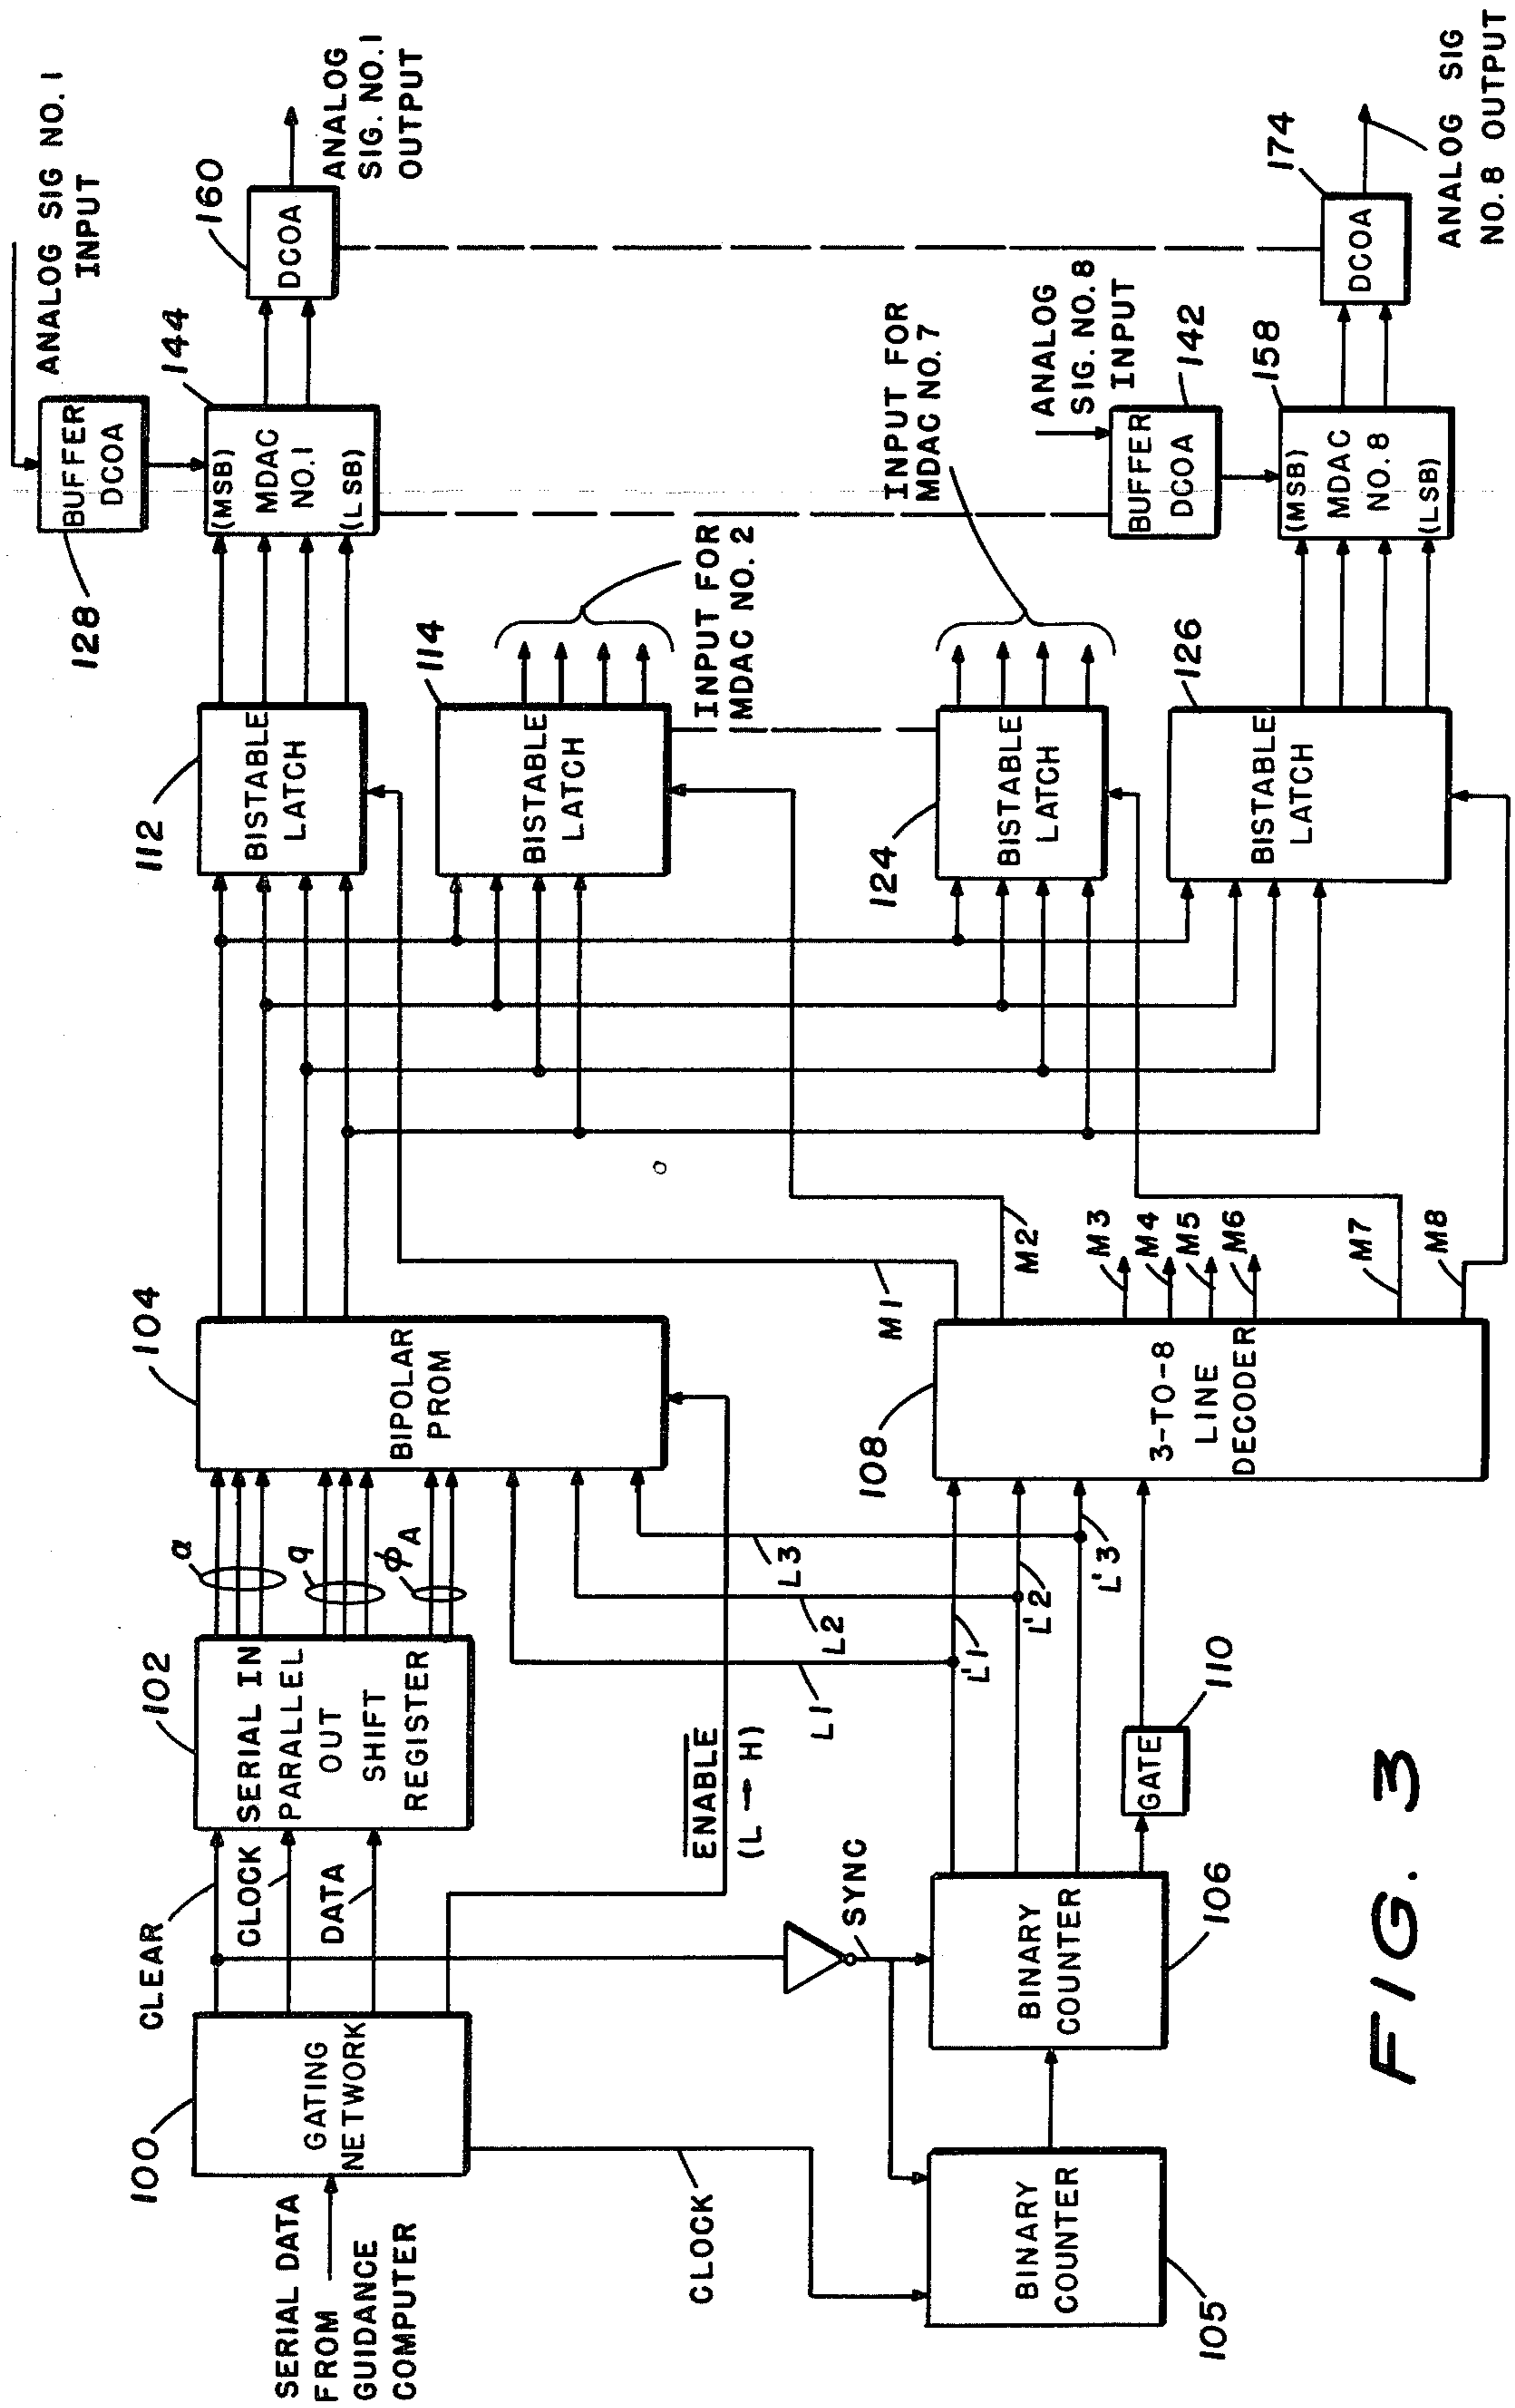 SERIAL DATA
FROM
GUIDANCE
COMPUTER
100
GATING
NETWORK
CLEAR
CLOCK
DATA
102
SERIAL IN
PARALLEL
OUT
SHIFT
REGISTER
α
q
ϕA
104
BIPOLAR
PROM
ENABLE
(L → H)
L1
L2
L3
CLOCK
SYNC
105
BINARY
COUNTER
106
BINARY
COUNTER
110
GATE
L'1
L'2
L'3
108
3-TO-8
LINE
DECODER
M1
M2
M3
M4
M5
M6
M7
M8
112
BISTABLE
LATCH
114
BISTABLE
LATCH
124
BISTABLE
LATCH
126
BISTABLE
LATCH
INPUT FOR
MDAC NO. 2
INPUT FOR
MDAC NO. 7
128
BUFFER
DCOA
ANALOG SIG NO. 1
INPUT
144
(MSB)
MDAC
NO. 1
(LSB)
160
DCOA
ANALOG
SIG. NO. 1
OUTPUT
ANALOG
SIG. NO. 8
INPUT
142
BUFFER
DCOA
158
(MSB)
MDAC
NO. 8
(LSB)
174
DCOA
ANALOG SIG
NO. 8 OUTPUT
FIG. 3